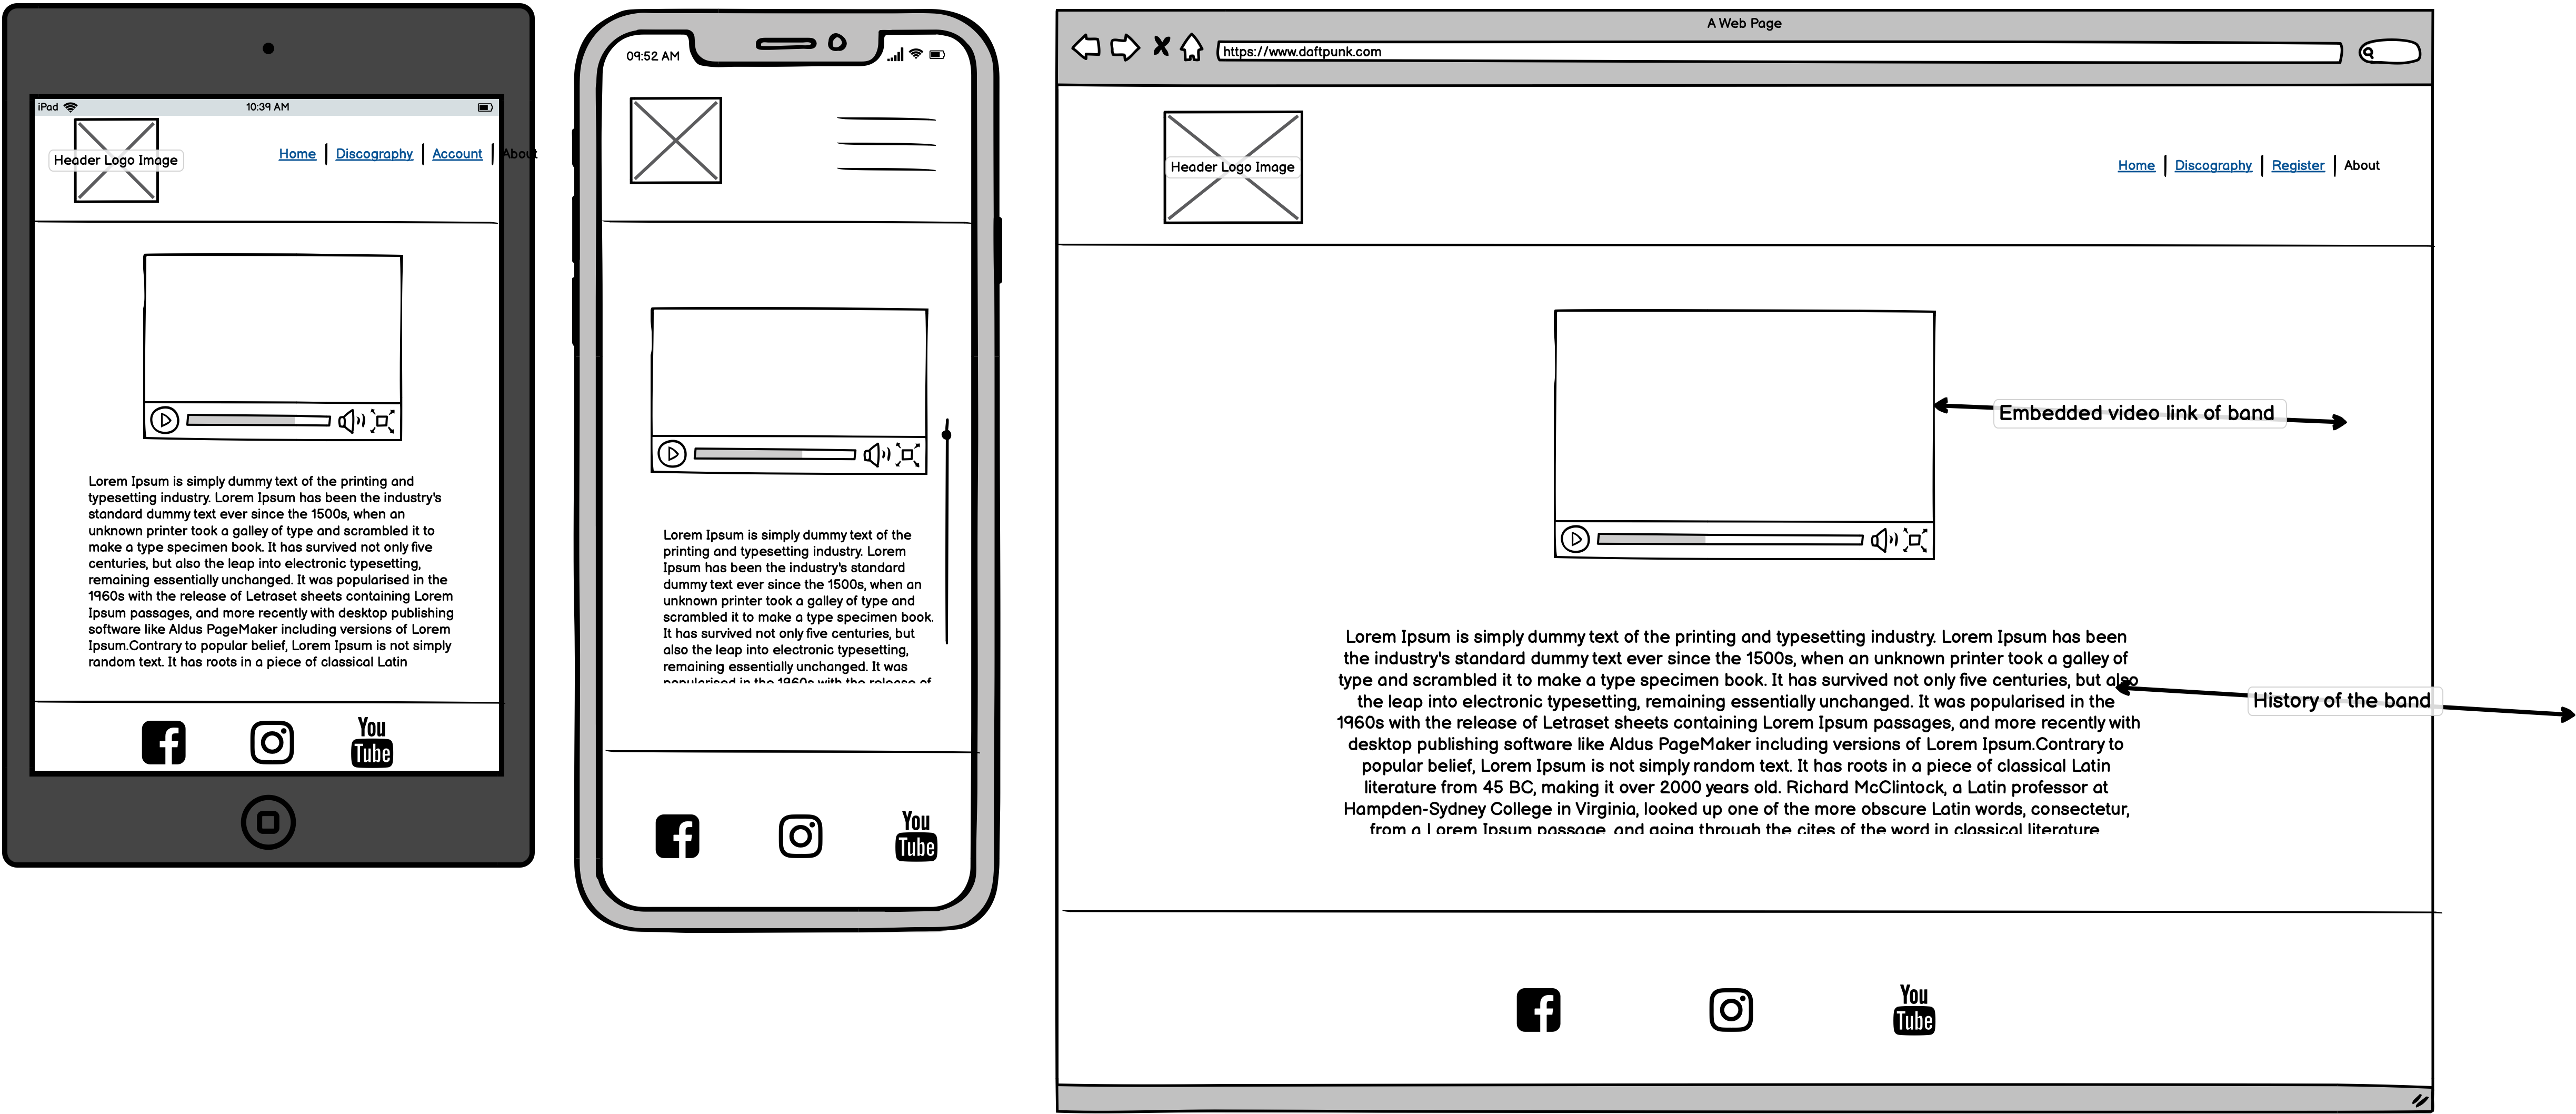 iPad
10:39 AM
Header Logo Image
Home | Discography | Account | About
Lorem Ipsum is simply dummy text of the printing and
typesetting industry. Lorem Ipsum has been the industry's
standard dummy text ever since the 1500s, when an
unknown printer took a galley of type and scrambled it to
make a type specimen book. It has survived not only five
centuries, but also the leap into electronic typesetting,
remaining essentially unchanged. It was popularised in the
1960s with the release of Letraset sheets containing Lorem
Ipsum passages, and more recently with desktop publishing
software like Aldus PageMaker including versions of Lorem
Ipsum.Contrary to popular belief, Lorem Ipsum is not simply
random text. It has roots in a piece of classical Latin
You
Tube
09:52 AM
Lorem Ipsum is simply dummy text of the
printing and typesetting industry. Lorem
Ipsum has been the industry's standard
dummy text ever since the 1500s, when an
unknown printer took a galley of type and
scrambled it to make a type specimen book.
It has survived not only five centuries, but
also the leap into electronic typesetting,
remaining essentially unchanged. It was
popularised in the 1960s with the release of
You
Tube
A Web Page
https://www.daftpunk.com
Header Logo Image
Home | Discography | Register | About
Embedded video link of band
Lorem Ipsum is simply dummy text of the printing and typesetting industry. Lorem Ipsum has been
the industry's standard dummy text ever since the 1500s, when an unknown printer took a galley of
type and scrambled it to make a type specimen book. It has survived not only five centuries, but also
the leap into electronic typesetting, remaining essentially unchanged. It was popularised in the
1960s with the release of Letraset sheets containing Lorem Ipsum passages, and more recently with
desktop publishing software like Aldus PageMaker including versions of Lorem Ipsum.Contrary to
popular belief, Lorem Ipsum is not simply random text. It has roots in a piece of classical Latin
literature from 45 BC, making it over 2000 years old. Richard McClintock, a Latin professor at
Hampden-Sydney College in Virginia, looked up one of the more obscure Latin words, consectetur,
from a Lorem Ipsum passage, and going through the cites of the word in classical literature
History of the band
You
Tube